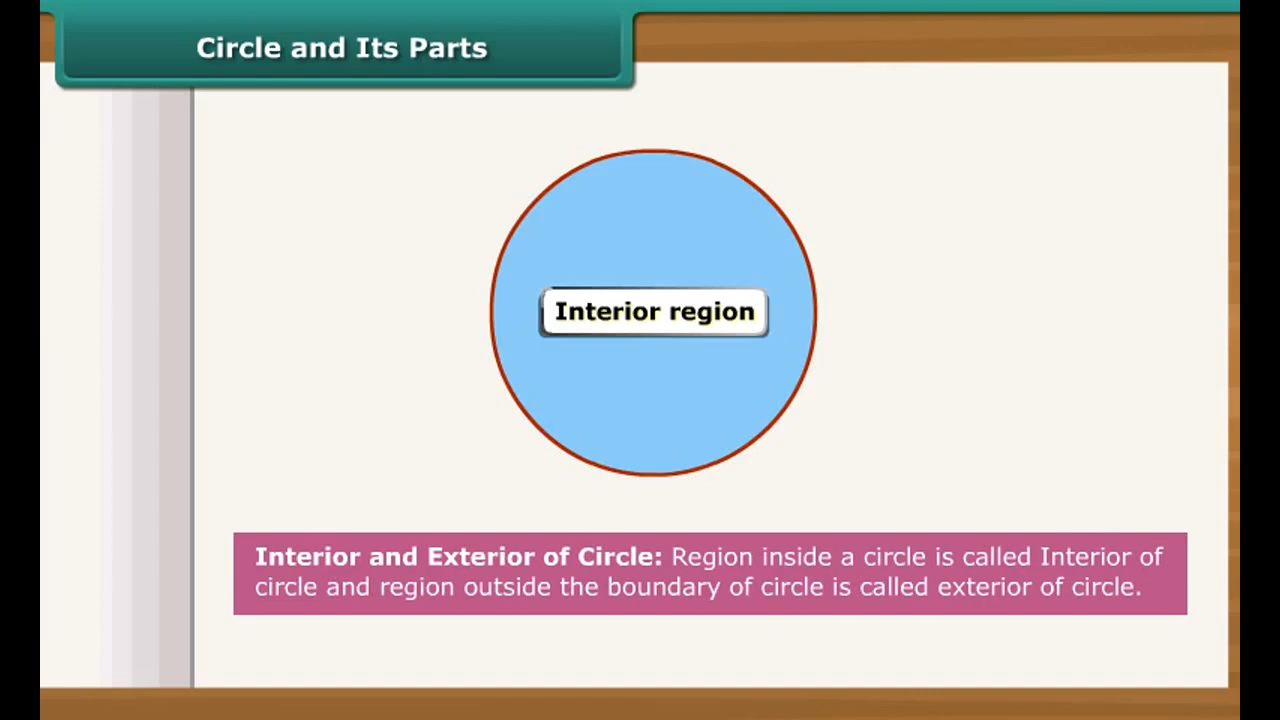 Circle and Its Parts
Interior region
Interior and Exterior of Circle: Region inside a circle is called Interior of
circle and region outside the boundary of circle is called exterior of circle.